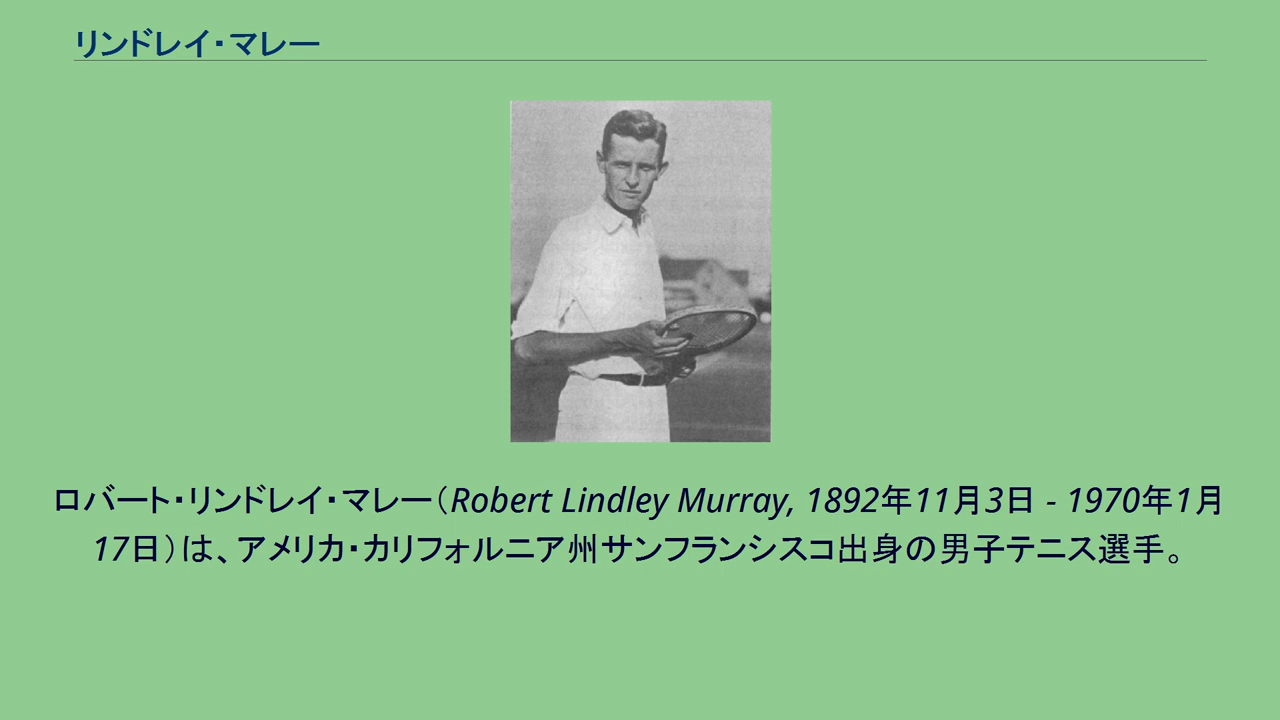 リンドレイ・マレー
ロバート・リンドレイ・マレー（Robert Lindley Murray, 1892年11月3日 - 1970年1月
17日）は、アメリカ・カリフォルニア州サンフランシスコ出身の男子テニス選手。